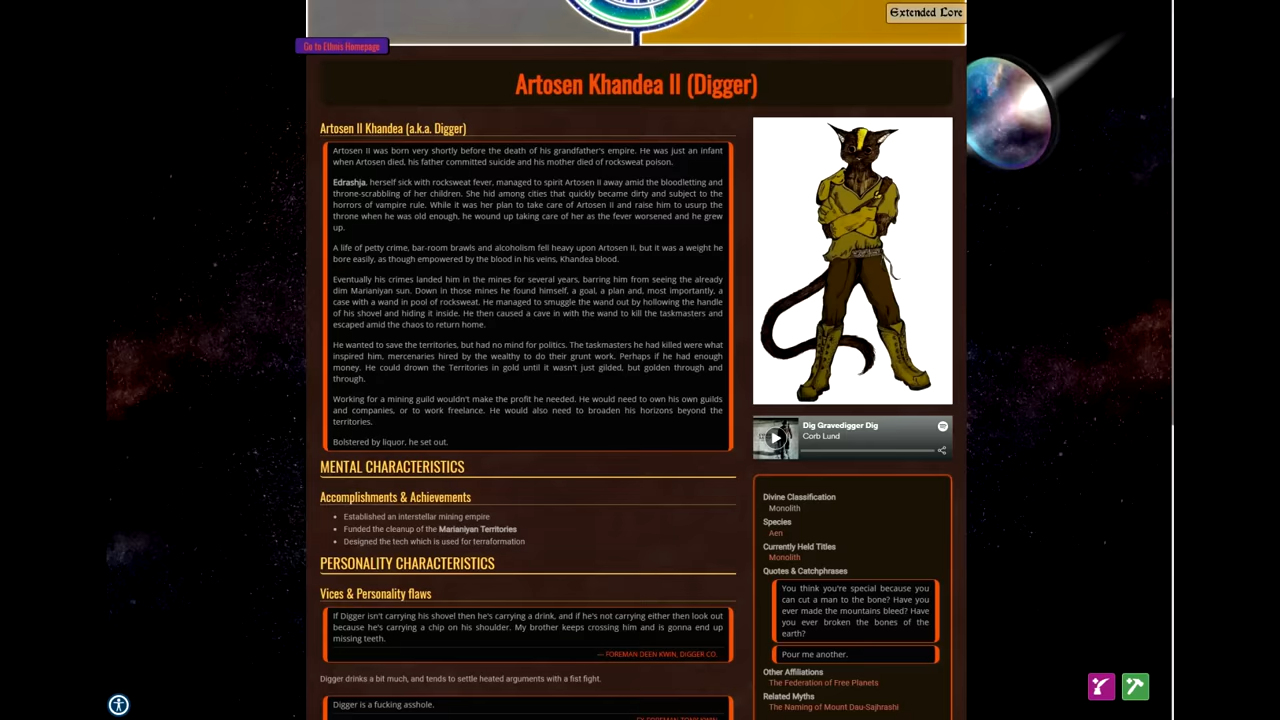 Extended Lore
Go to Ethnis Homepage
Artosen Khandea II (Digger)
Artosen II Khandea (a.k.a. Digger)
Artosen II was born very shortly before the death of his grandfather's empire. He was just an infant
when Artosen died, his father committed suicide and his mother died of rocksweat poison.
Edrashja, herself sick with rocksweat fever, managed to spirit Artosen II away amid the bloodletting and
throne-scrabbling of her children. She hid among cities that quickly became dirty and subject to the
horrors of vampire rule. While it was her plan to take care of Artosen II and raise him to usurp the
throne when he was old enough, he wound up taking care of her as the fever worsened and he grew
up.
A life of petty crime, bar-room brawls and alcoholism fell heavy upon Artosen II, but it was a weight he
bore easily, as though empowered by the blood in his veins, Khandea blood.
Eventually his crimes landed him in the mines for several years, barring him from seeing the already
dim Marianiyan sun. Down in those mines he found himself, a goal, a plan and, most importantly, a
case with a wand in pool of rocksweat. He managed to smuggle the wand out by hollowing the handle
of his shovel and hiding it inside. He then caused a cave in with the wand to kill the taskmasters and
escaped amid the chaos to return home.
He wanted to save the territories, but had no mind for politics. The taskmasters he had killed were what
inspired him, mercenaries hired by the wealthy to do their grunt work. Perhaps if he had enough
money. He could drown the Territories in gold until it wasn't just gilded, but golden through and
through.
Working for a mining guild wouldn't make the profit he needed. He would need to own his own guilds
and companies, or to work freelance. He would also need to broaden his horizons beyond the
territories.
Bolstered by liquor, he set out.
MENTAL CHARACTERISTICS
Accomplishments & Achievements
• Established an interstellar mining empire
• Funded the cleanup of the Marianiyan Territories
• Designed the tech which is used for terraformation
PERSONALITY CHARACTERISTICS
Vices & Personality flaws
If Digger isn't carrying his shovel then he's carrying a drink, and if he's not carrying either then look out
because he's carrying a chip on his shoulder. My brother keeps crossing him and is gonna end up
missing teeth.
— FOREMAN DEEN KWIN, DIGGER CO.
Digger drinks a bit much, and tends to settle heated arguments with a fist fight.
Digger is a fucking asshole.
Dig Gravedigger Dig
Corb Lund
Divine Classification
Monolith
Species
Aen
Currently Held Titles
Monolith
Quotes & Catchphrases
You think you're special because you
can cut a man to the bone? Have you
ever made the mountains bleed? Have
you ever broken the bones of the
earth?
Pour me another.
Other Affiliations
The Federation of Free Planets
Related Myths
The Naming of Mount Dau-Sajhrashi